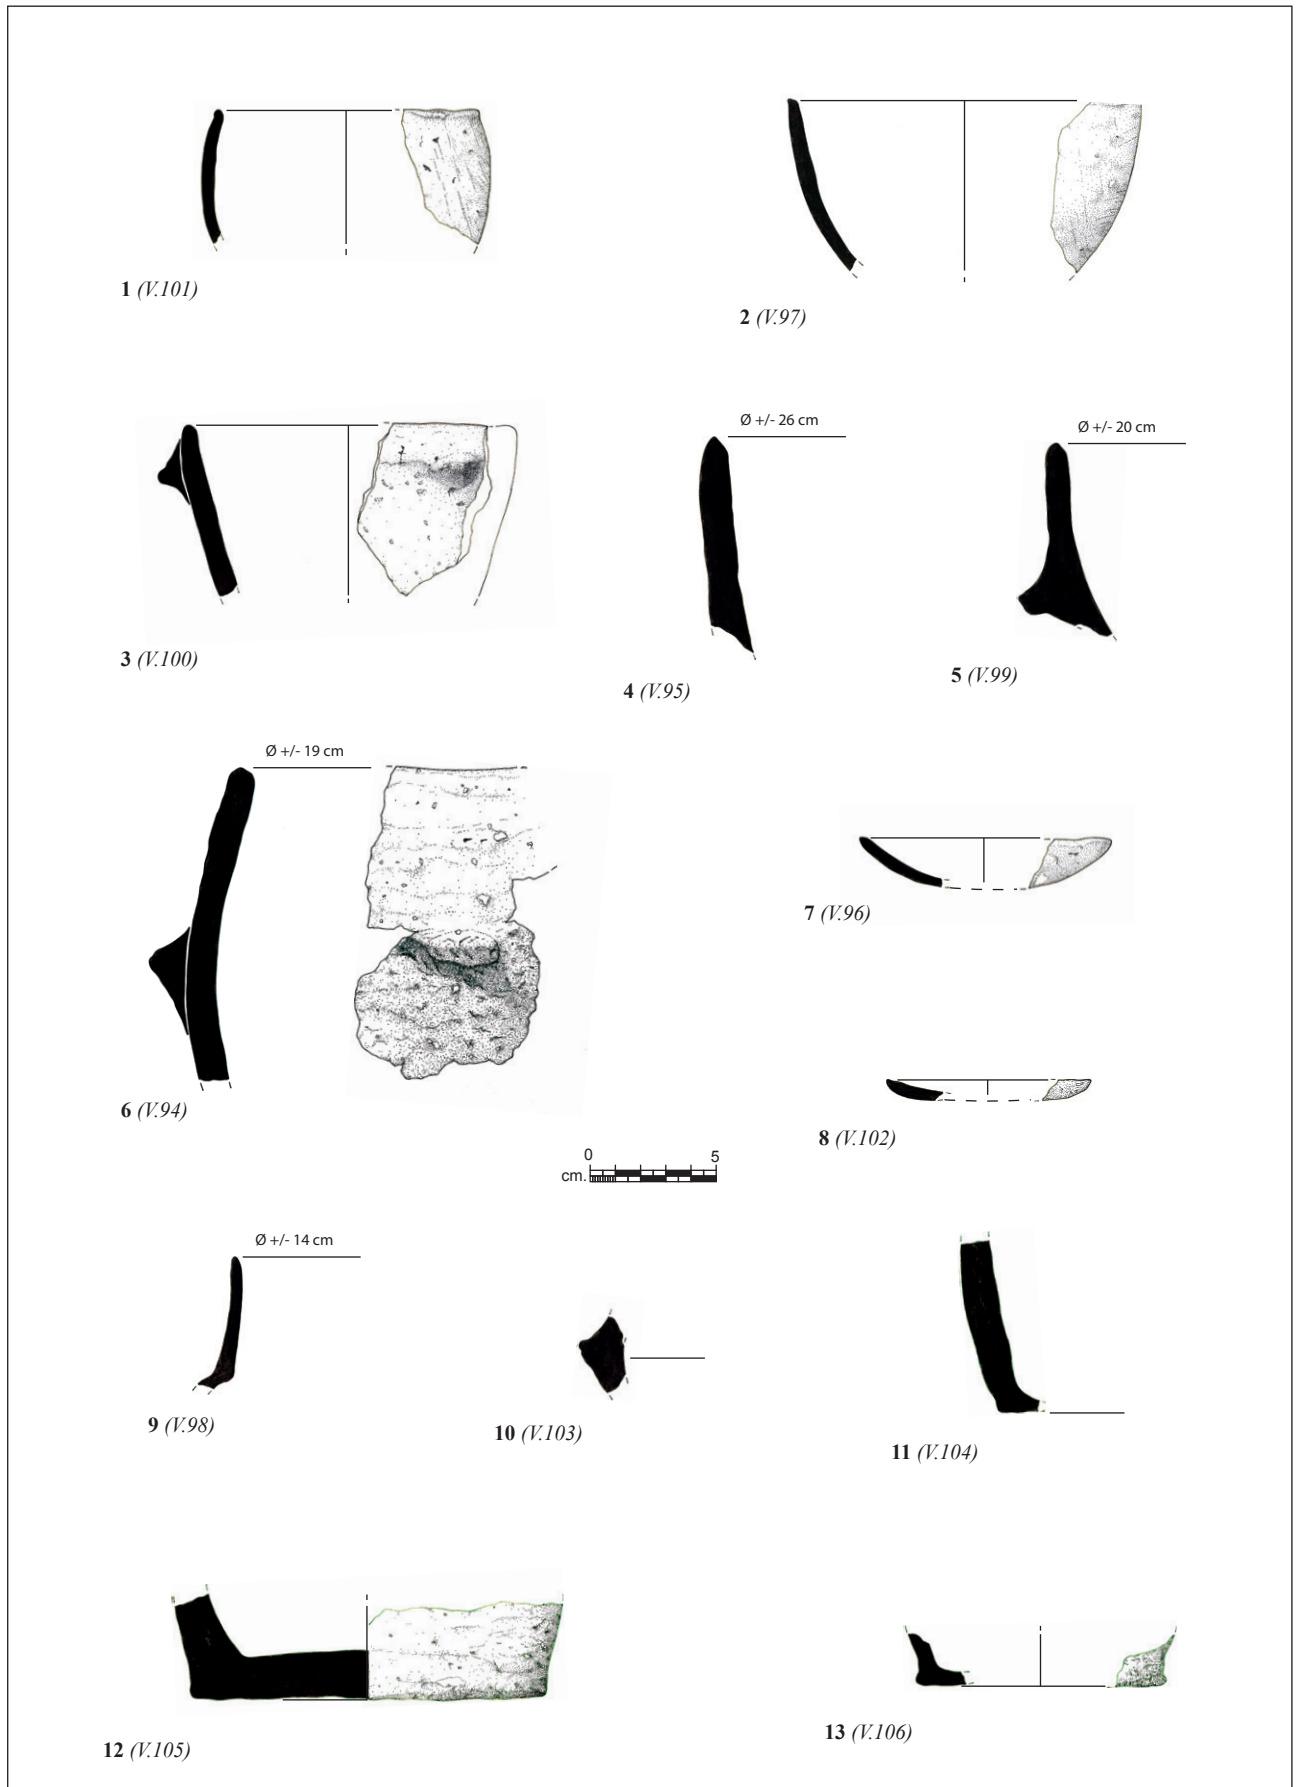 1 (V.101)
2 (V.97)
Ø +/- 26 cm
Ø +/- 20 cm
3 (V.100)
4 (V.95)
5 (V.99)
Ø +/- 19 cm
7 (V.96)
6 (V.94)
8 (V.102)
0 5
cm.
Ø +/- 14 cm
9 (V.98)
10 (V.103)
11 (V.104)
12 (V.105)
13 (V.106)